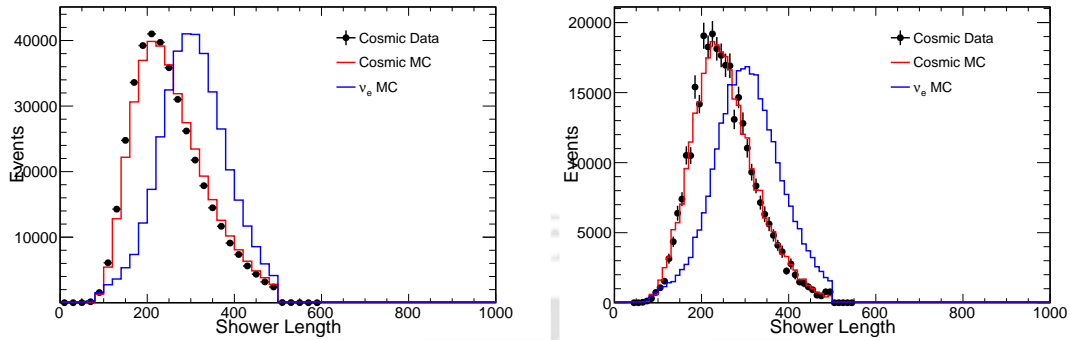 Events
40000
30000
20000
10000
0
0 200 400 600 800 1000
Shower Length
Cosmic Data
Cosmic MC
νe MC
Events
20000
15000
10000
5000
0
0 200 400 600 800 1000
Shower Length
Cosmic Data
Cosmic MC
νe MC